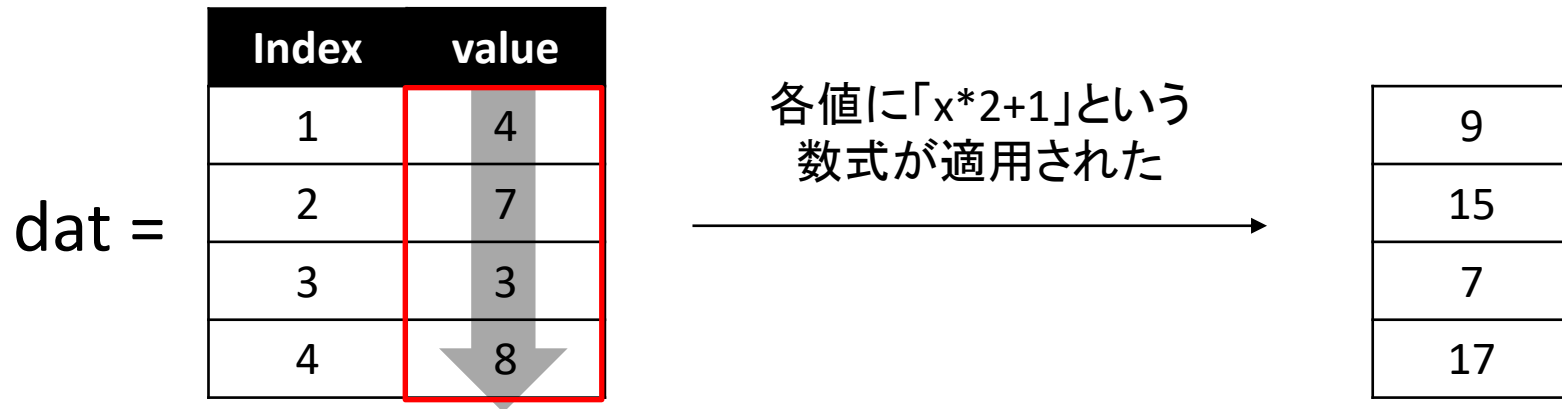 Index value
1 4
2 7
3 3
4 8
dat =
各値に「x*2+1」という
数式が適用された
9
15
7
17